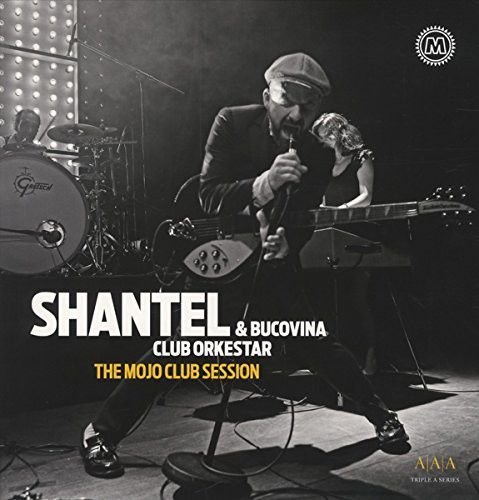 M
Gretsch
SHANTEL & BUCOVINA
CLUB ORKESTAR
THE MOJO CLUB SESSION
A|A|A
TRIPLE A SERIES